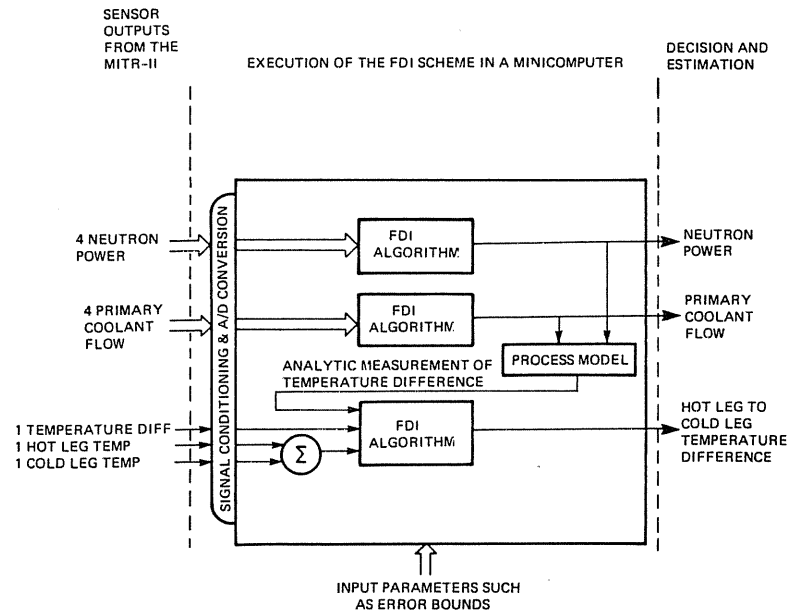 SENSOR
OUTPUTS
FROM THE
MITR-II
EXECUTION OF THE FDI SCHEME IN A MINICOMPUTER
DECISION AND
ESTIMATION
SIGNAL CONDITIONING & A/D CONVERSION
4 NEUTRON
POWER
FDI
ALGORITHM
NEUTRON
POWER
4 PRIMARY
COOLANT
FLOW
FDI
ALGORITHM
PRIMARY
COOLANT
FLOW
PROCESS MODEL
ANALYTIC MEASUREMENT OF
TEMPERATURE DIFFERENCE
1 TEMPERATURE DIFF
1 HOT LEG TEMP
1 COLD LEG TEMP
Σ
FDI
ALGORITHM
HOT LEG TO
COLD LEG
TEMPERATURE
DIFFERENCE
INPUT PARAMETERS SUCH
AS ERROR BOUNDS